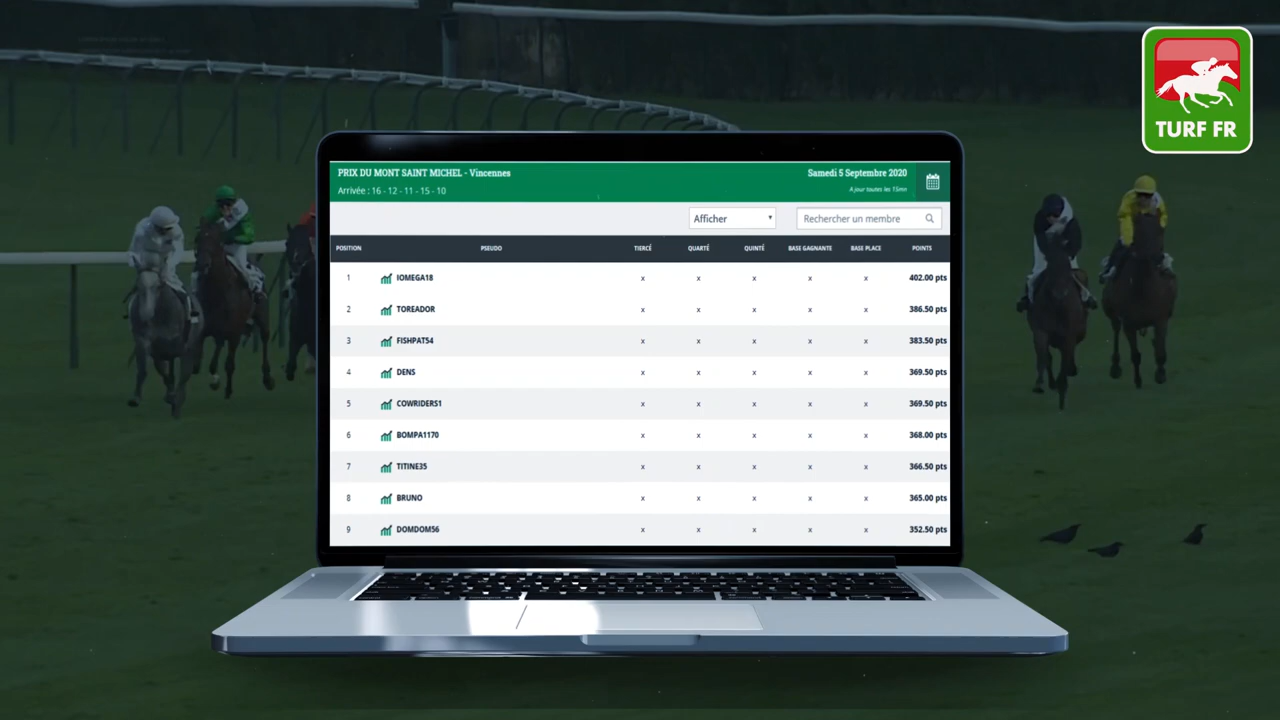 TURF FR
PRIX DU MONT SAINT MICHEL - Vincennes
Samedi 5 Septembre 2020
Arrivée : 16 - 12 - 11 - 15 - 10
A jour toutes les 15mn
Afficher
Rechercher un membre
POSITION PSEUDO TIERCÉ QUARTÉ QUINTÉ BASE GAGNANTE BASE PLACE POINTS
1 IOMEGA18 x x x x x 402.00 pts
2 TOREADOR x x x x x 386.50 pts
3 FISHPAT54 x x x x x 383.50 pts
4 DENS x x x x x 369.50 pts
5 COWRIDERS1 x x x x x 369.50 pts
6 BOMPA1170 x x x x x 368.00 pts
7 TITINE35 x x x x x 366.50 pts
8 BRUNO x x x x x 365.00 pts
9 DOMDOM56 x x x x x 352.50 pts